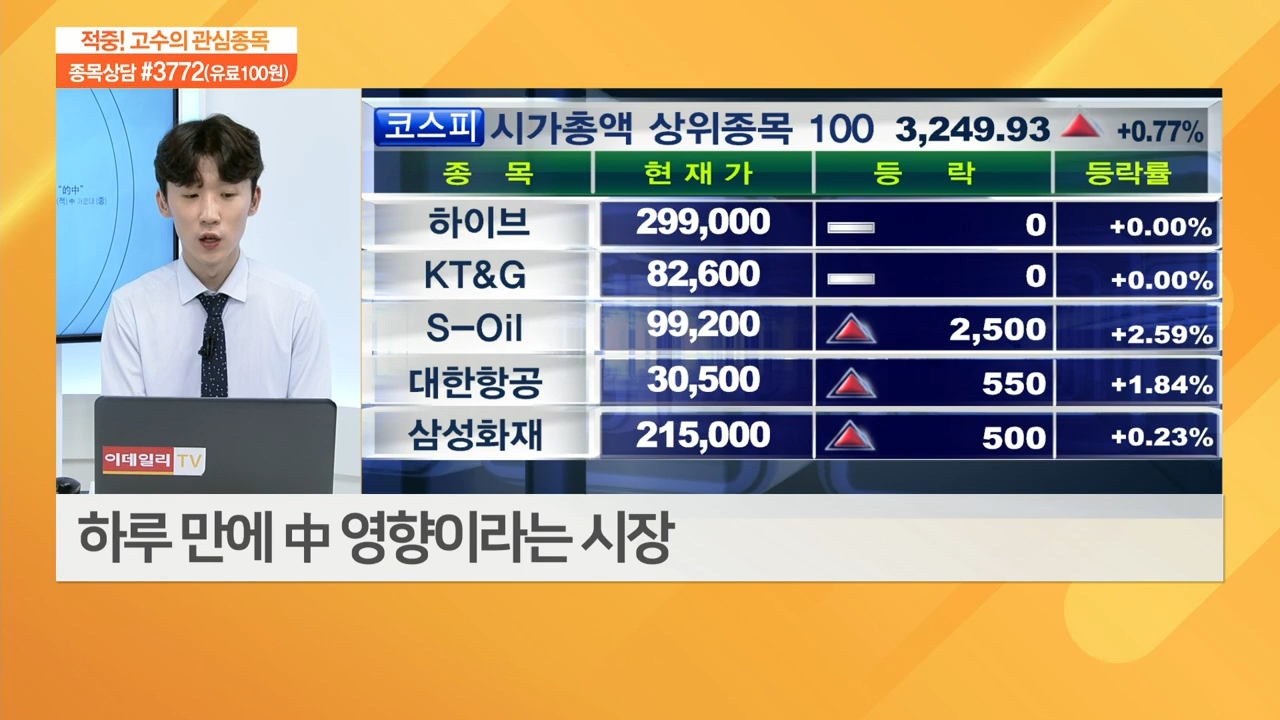 적중! 고수의 관심종목
종목상담 #3772(유료100원)
"的中"
코스피 시가총액 상위종목 100 3,249.93 +0.77%
종 목 현재가 등 락 등락률
하이브 299,000 0 +0.00%
KT&G 82,600 0 +0.00%
S-Oil 99,200 2,500 +2.59%
대한항공 30,500 550 +1.84%
삼성화재 215,000 500 +0.23%
이데일리TV
하루 만에 中 영향이라는 시장